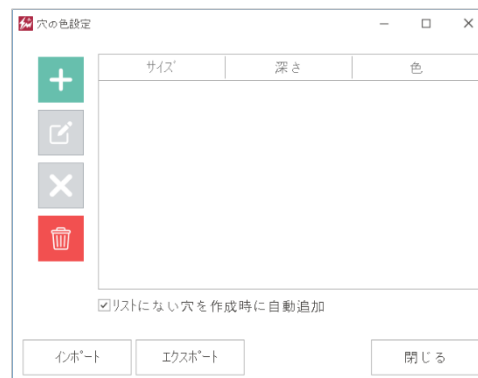 穴の色設定
サイズ 深さ 色
リストにない穴を作成時に自動追加
インポート エクスポート 閉じる